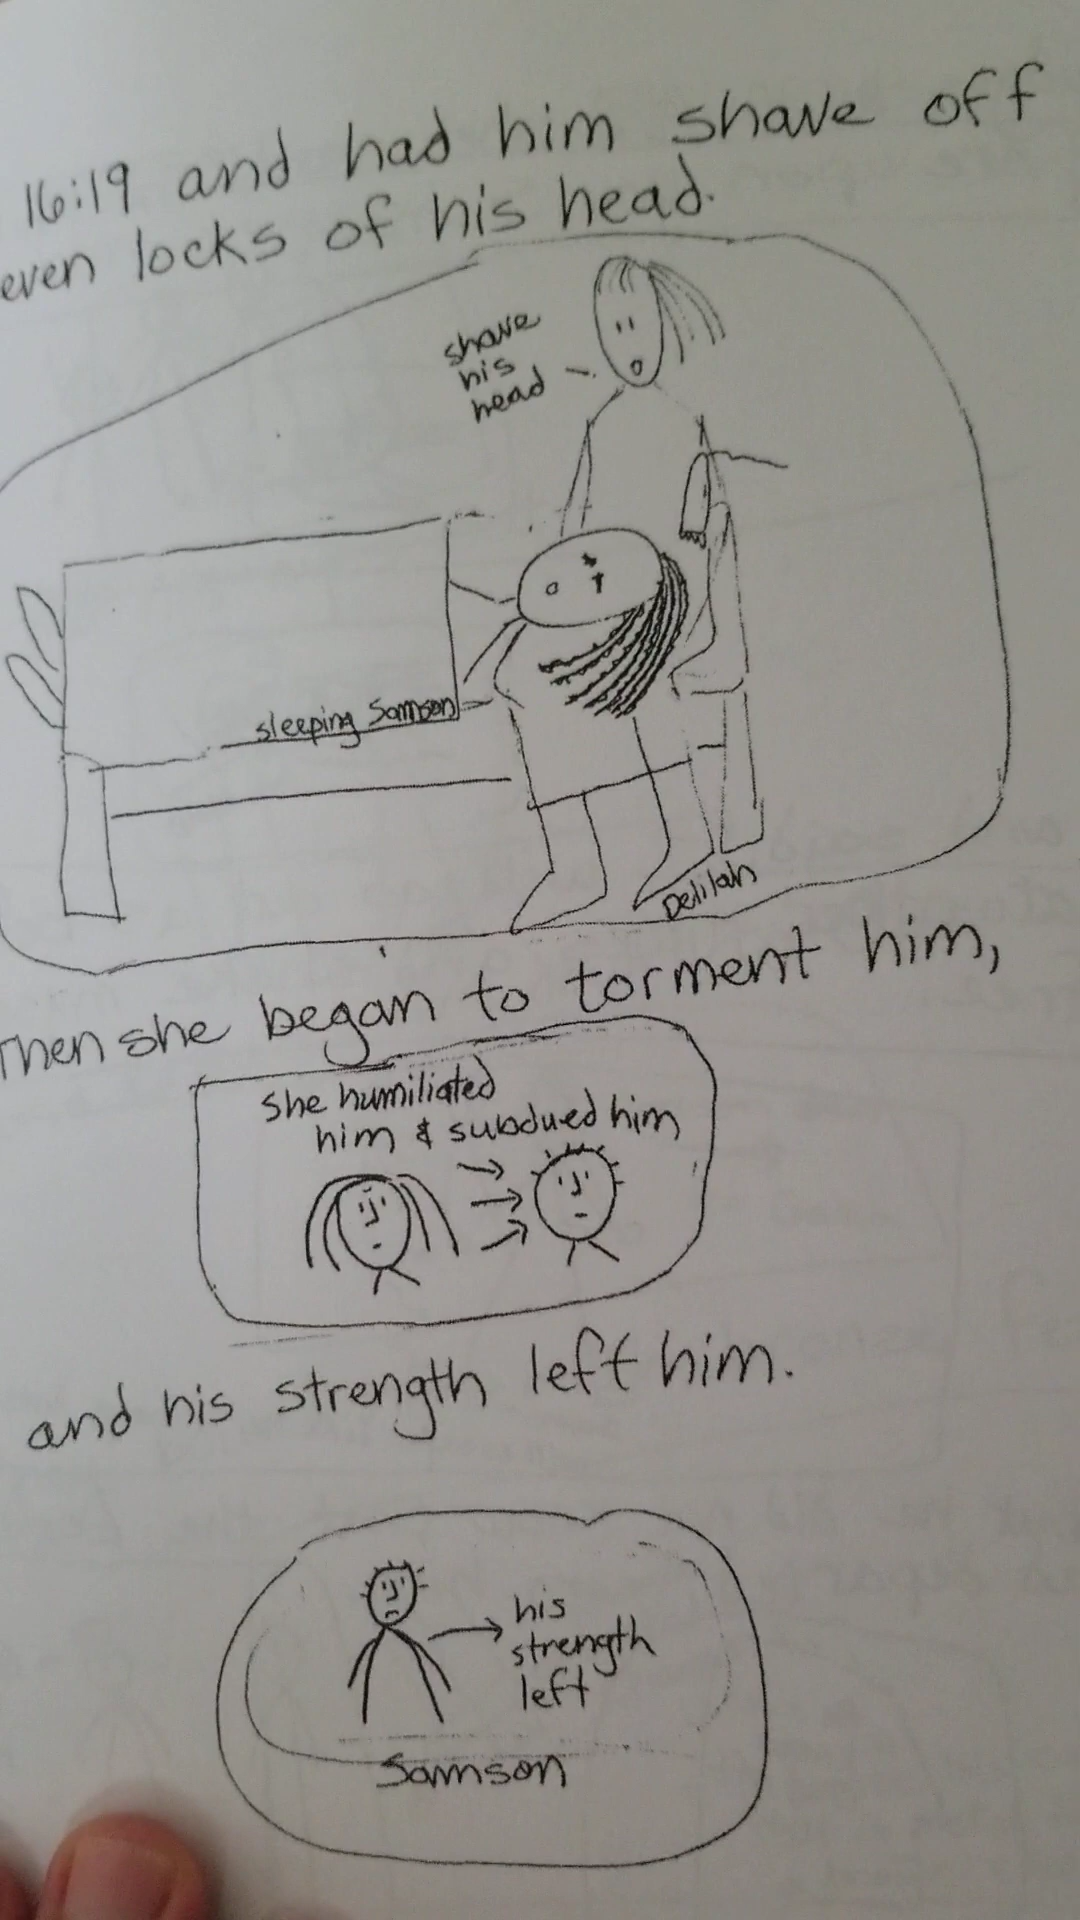 16:19 and had him shave off
even locks of his head.
shave
his
head
sleeping Samson
Delilah
Then she began to torment him,
she humiliated
him & subdued him
and his strength left him.
his
strength
left
Samson